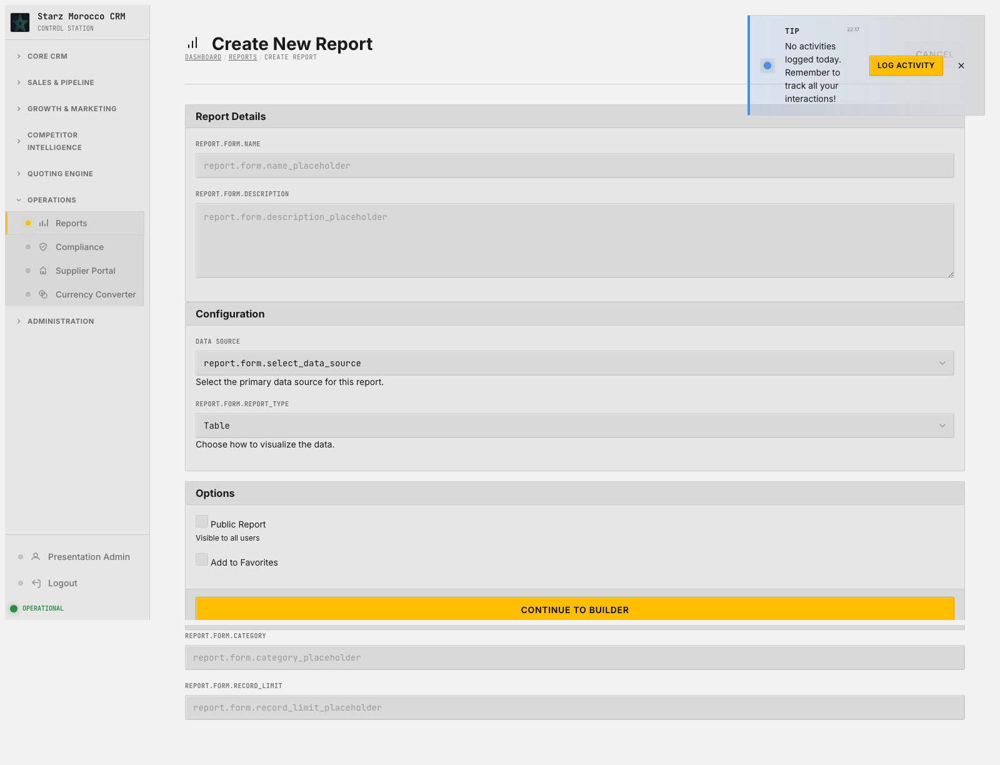 Starz Morocco CRM
CONTROL STATION
CORE CRM
SALES & PIPELINE
GROWTH & MARKETING
COMPETITOR
INTELLIGENCE
QUOTING ENGINE
OPERATIONS
Reports
Compliance
Supplier Portal
Currency Converter
ADMINISTRATION
Presentation Admin
Logout
OPERATIONAL
Create New Report
DASHBOARD / REPORTS / CREATE REPORT
CANCEL
TIP
22:17
No activities
logged today.
Remember to
track all your
interactions!
LOG ACTIVITY
Report Details
REPORT.FORM.NAME
report.form.name_placeholder
REPORT.FORM.DESCRIPTION
report.form.description_placeholder
Configuration
DATA SOURCE
report.form.select_data_source
Select the primary data source for this report.
REPORT.FORM.REPORT_TYPE
Table
Choose how to visualize the data.
Options
Public Report
Visible to all users
Add to Favorites
CONTINUE TO BUILDER
REPORT.FORM.CATEGORY
report.form.category_placeholder
REPORT.FORM.RECORD_LIMIT
report.form.record_limit_placeholder